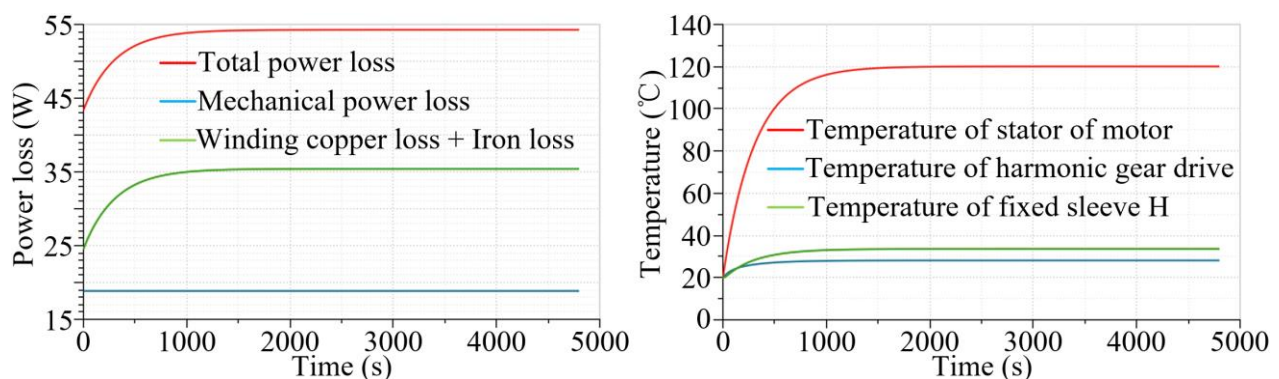 55
45
35
25
15
Power loss (W)
Total power loss
Mechanical power loss
Winding copper loss + Iron loss
0 1000 2000 3000 4000 5000
Time (s)
140
120
100
80
60
40
20
0
Temperature (℃)
Temperature of stator of motor
Temperature of harmonic gear drive
Temperature of fixed sleeve H
0 1000 2000 3000 4000 5000
Time (s)